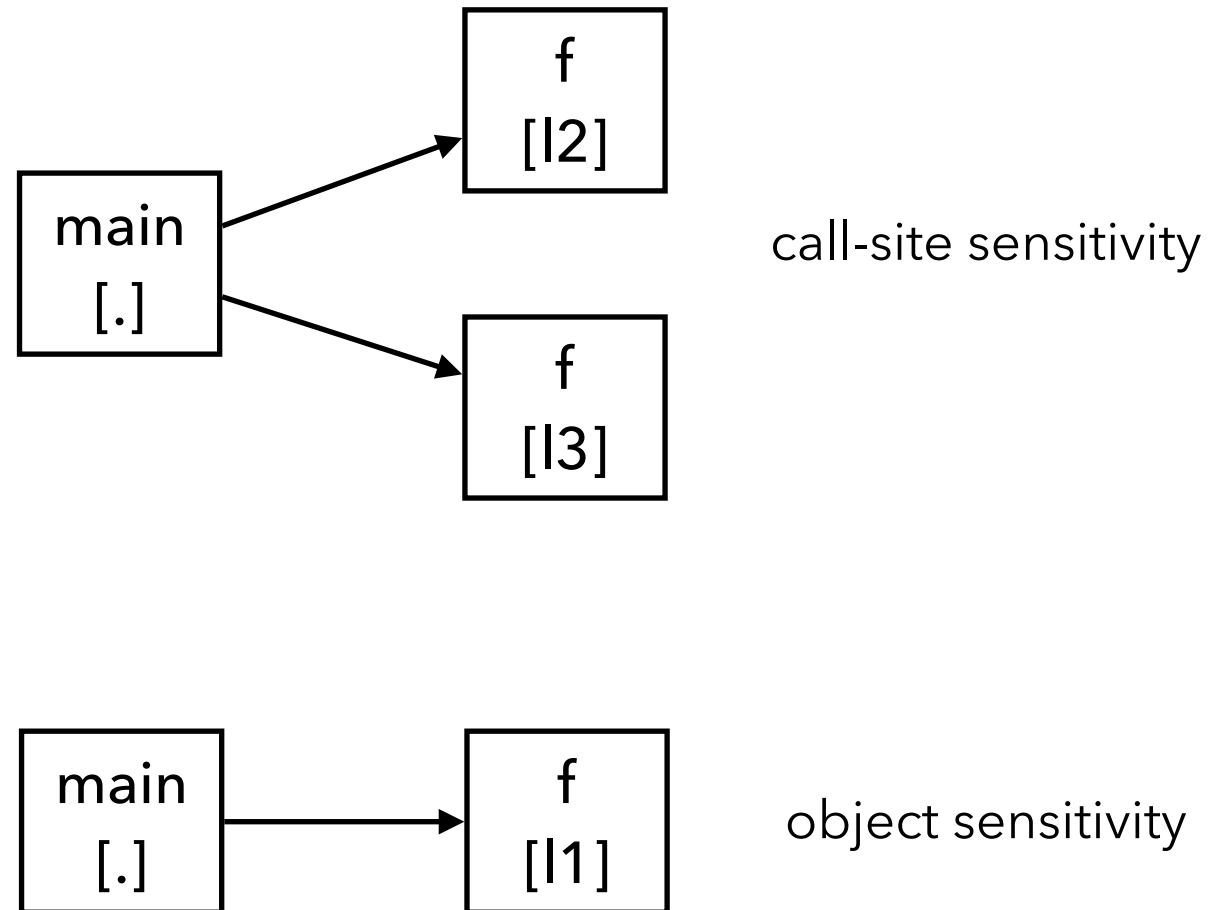 f
[l2]
main
[.]
call-site sensitivity
f
[l3]
main
[.]
f
[l1]
object sensitivity